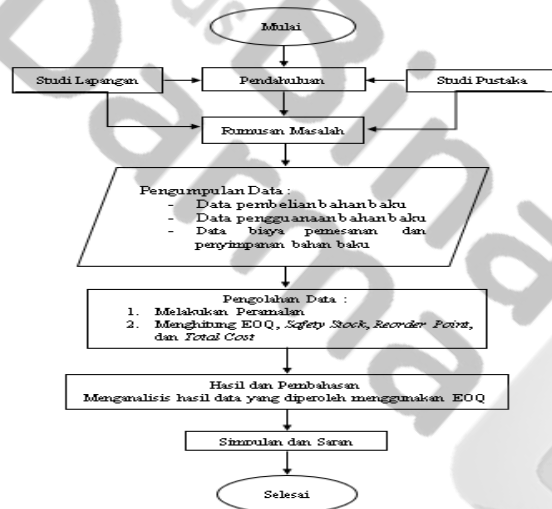 Mulai
Studi Lapangan
Pendahuluan
Studi Pustaka
Rumusan Masalah
Pengumpulan Data :
- Data pembelian bahan baku
- Data pengguanaan bahan baku
- Data biaya pemesanan dan
penyimpanan bahan baku
Pengolahan Data :
1. Melakukan Peramalan
2. Menghitung EOQ, Safety Stock, Reorder Point,
dan Total Cost
Hasil dan Pembahasan
Menganalisis hasil data yang diperoleh menggunakan EOQ
Simpulan dan Saran
Selesai
Bina
Darma